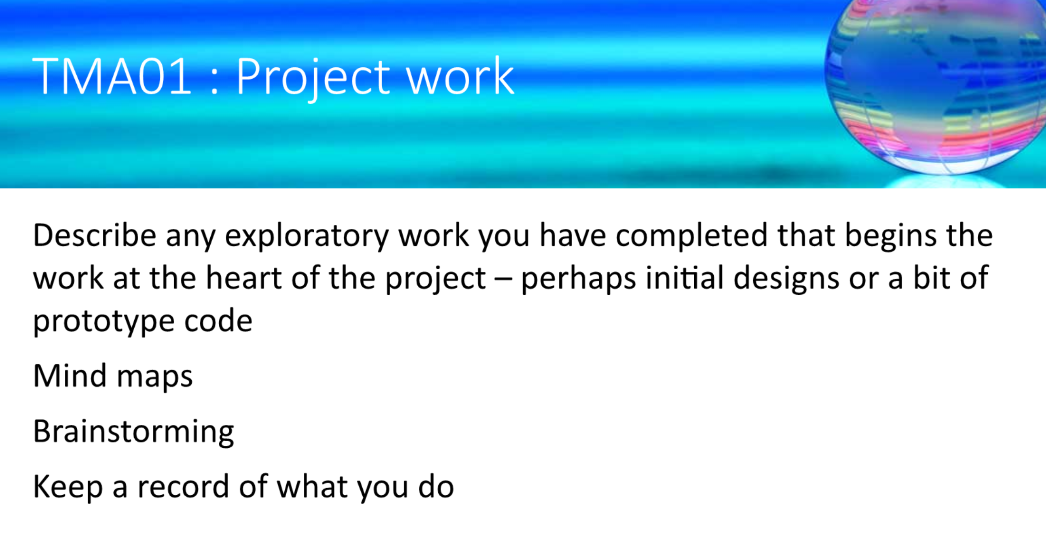 TMA01 : Project work
Describe any exploratory work you have completed that begins the
work at the heart of the project – perhaps initial designs or a bit of
prototype code
Mind maps
Brainstorming
Keep a record of what you do